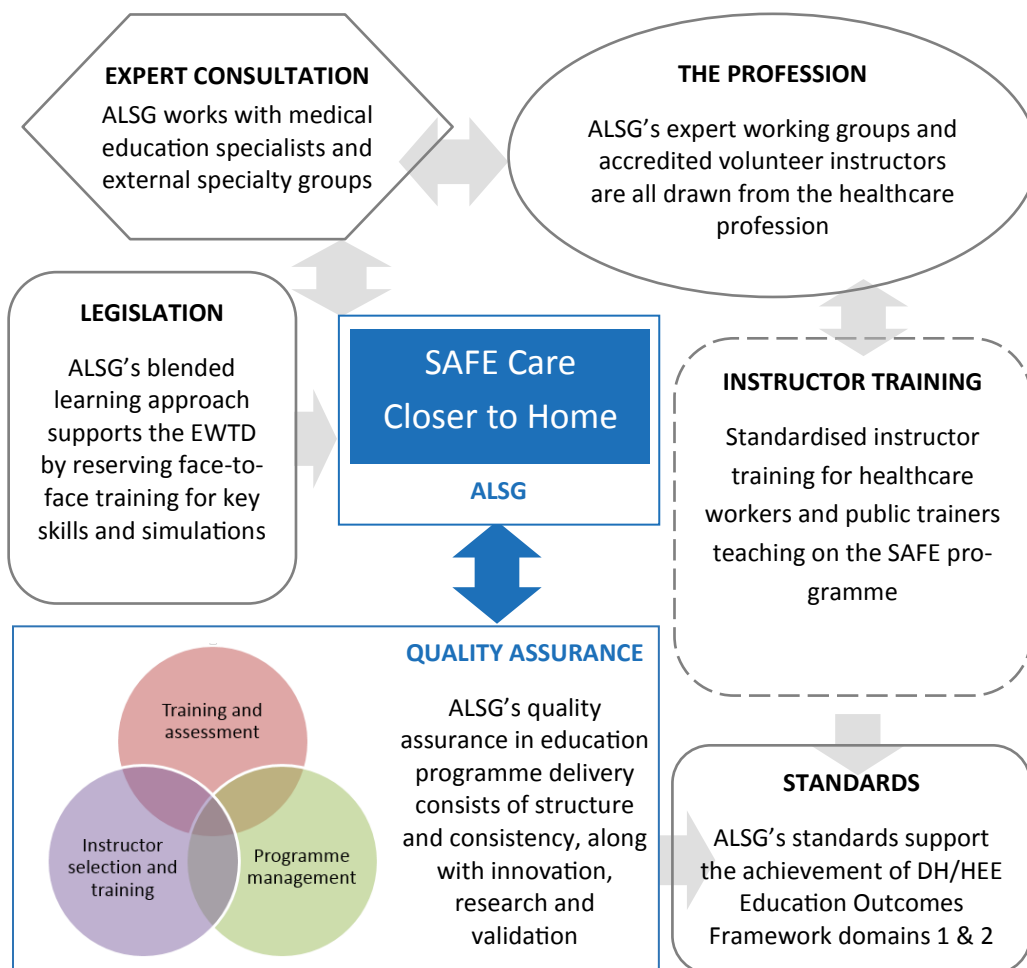 EXPERT CONSULTATION
ALSG works with medical
education specialists and
external specialty groups
THE PROFESSION
ALSG's expert working groups and
accredited volunteer instructors
are all drawn from the healthcare
profession
LEGISLATION
ALSG's blended
learning approach
supports the EWTD
by reserving face-to-
face training for key
skills and simulations
SAFE Care
Closer to Home
ALSG
INSTRUCTOR TRAINING
Standardised instructor
training for healthcare
workers and public trainers
teaching on the SAFE pro-
gramme
Training and
assessment
Instructor
selection and
training
Programme
management
QUALITY ASSURANCE
ALSG's quality
assurance in education
programme delivery
consists of structure
and consistency, along
with innovation,
research and
validation
STANDARDS
ALSG's standards support
the achievement of DH/HEE
Education Outcomes
Framework domains 1 & 2